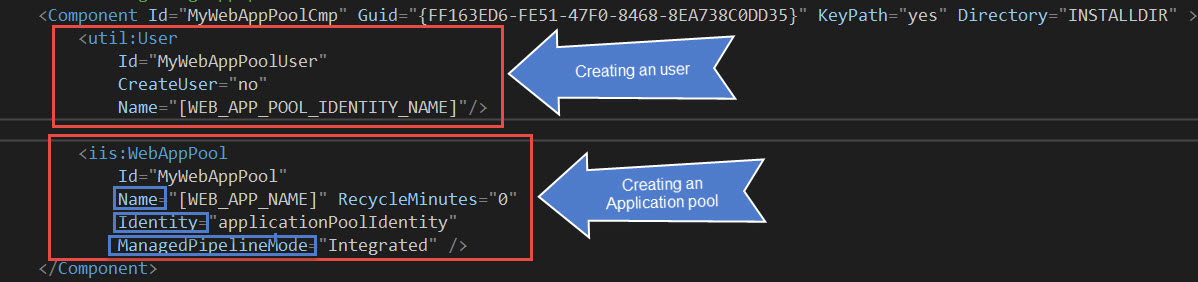 <Component Id="MyWebAppPoolCmp" Guid="{FF163ED6-FE51-47F0-8468-8EA738C0DD35}" KeyPath="yes" Directory="INSTALLDIR" >
<util:User
Id="MyWebAppPoolUser"
CreateUser="no"
Name="[WEB_APP_POOL_IDENTITY_NAME]"/>
Creating an user
<iis:WebAppPool
Id="MyWebAppPool"
Name="[WEB_APP_NAME]" RecycleMinutes="0"
Identity="applicationPoolIdentity"
ManagedPipelineMode="Integrated" />
Creating an
Application pool
</Component>